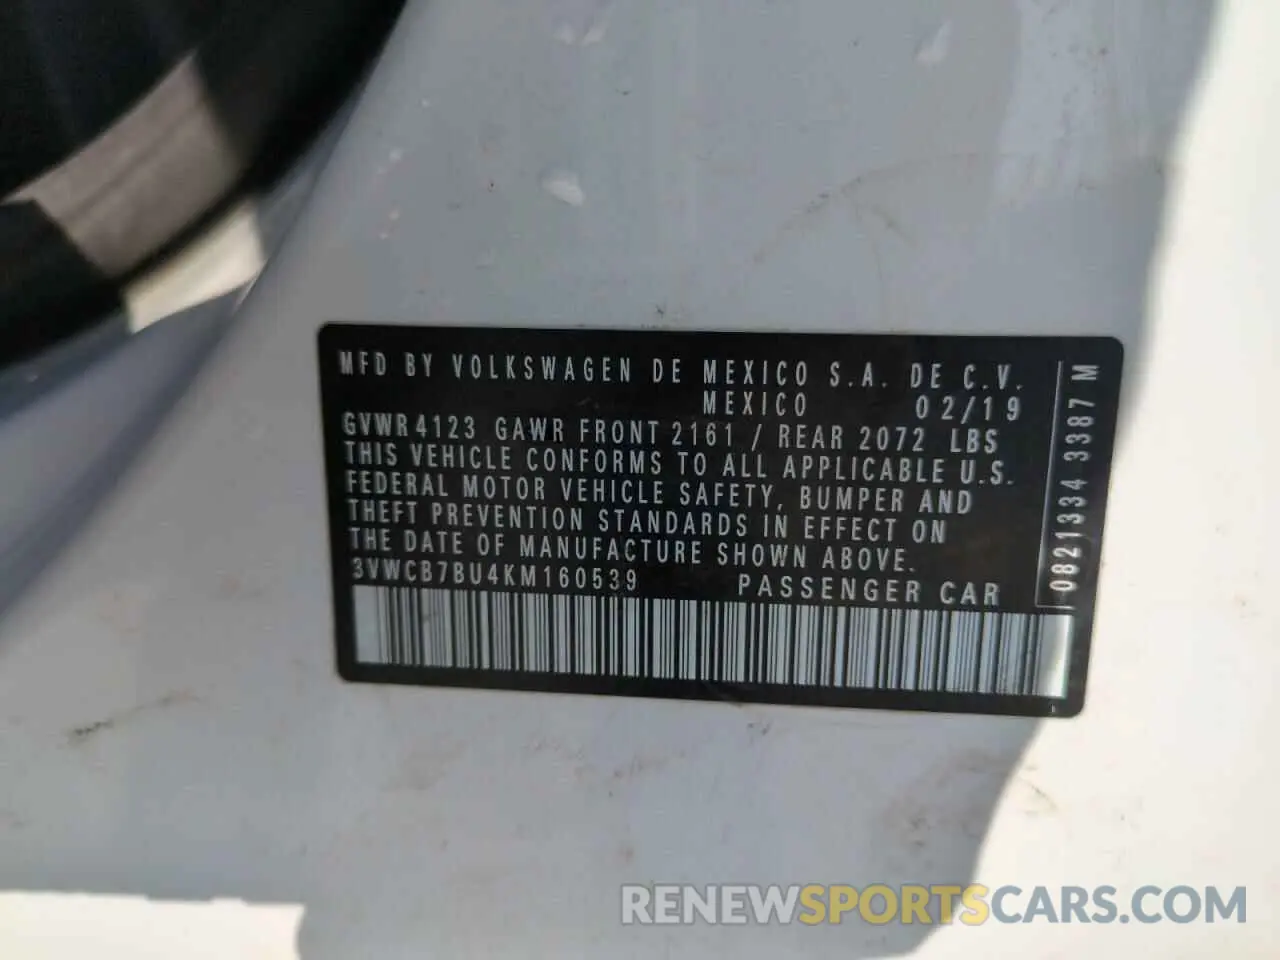 MFD BY VOLKSWAGEN DE MEXICO S.A. DE C.V.
MEXICO 02/19
GVWR 4123 GAWR FRONT 2161 / REAR 2072 LBS
THIS VEHICLE CONFORMS TO ALL APPLICABLE U.S.
FEDERAL MOTOR VEHICLE SAFETY, BUMPER AND
THEFT PREVENTION STANDARDS IN EFFECT ON
THE DATE OF MANUFACTURE SHOWN ABOVE.
3VWCB7BU4KM160539 PASSENGER CAR
0821334 3387 M
RENEWSPORTSCARS.COM